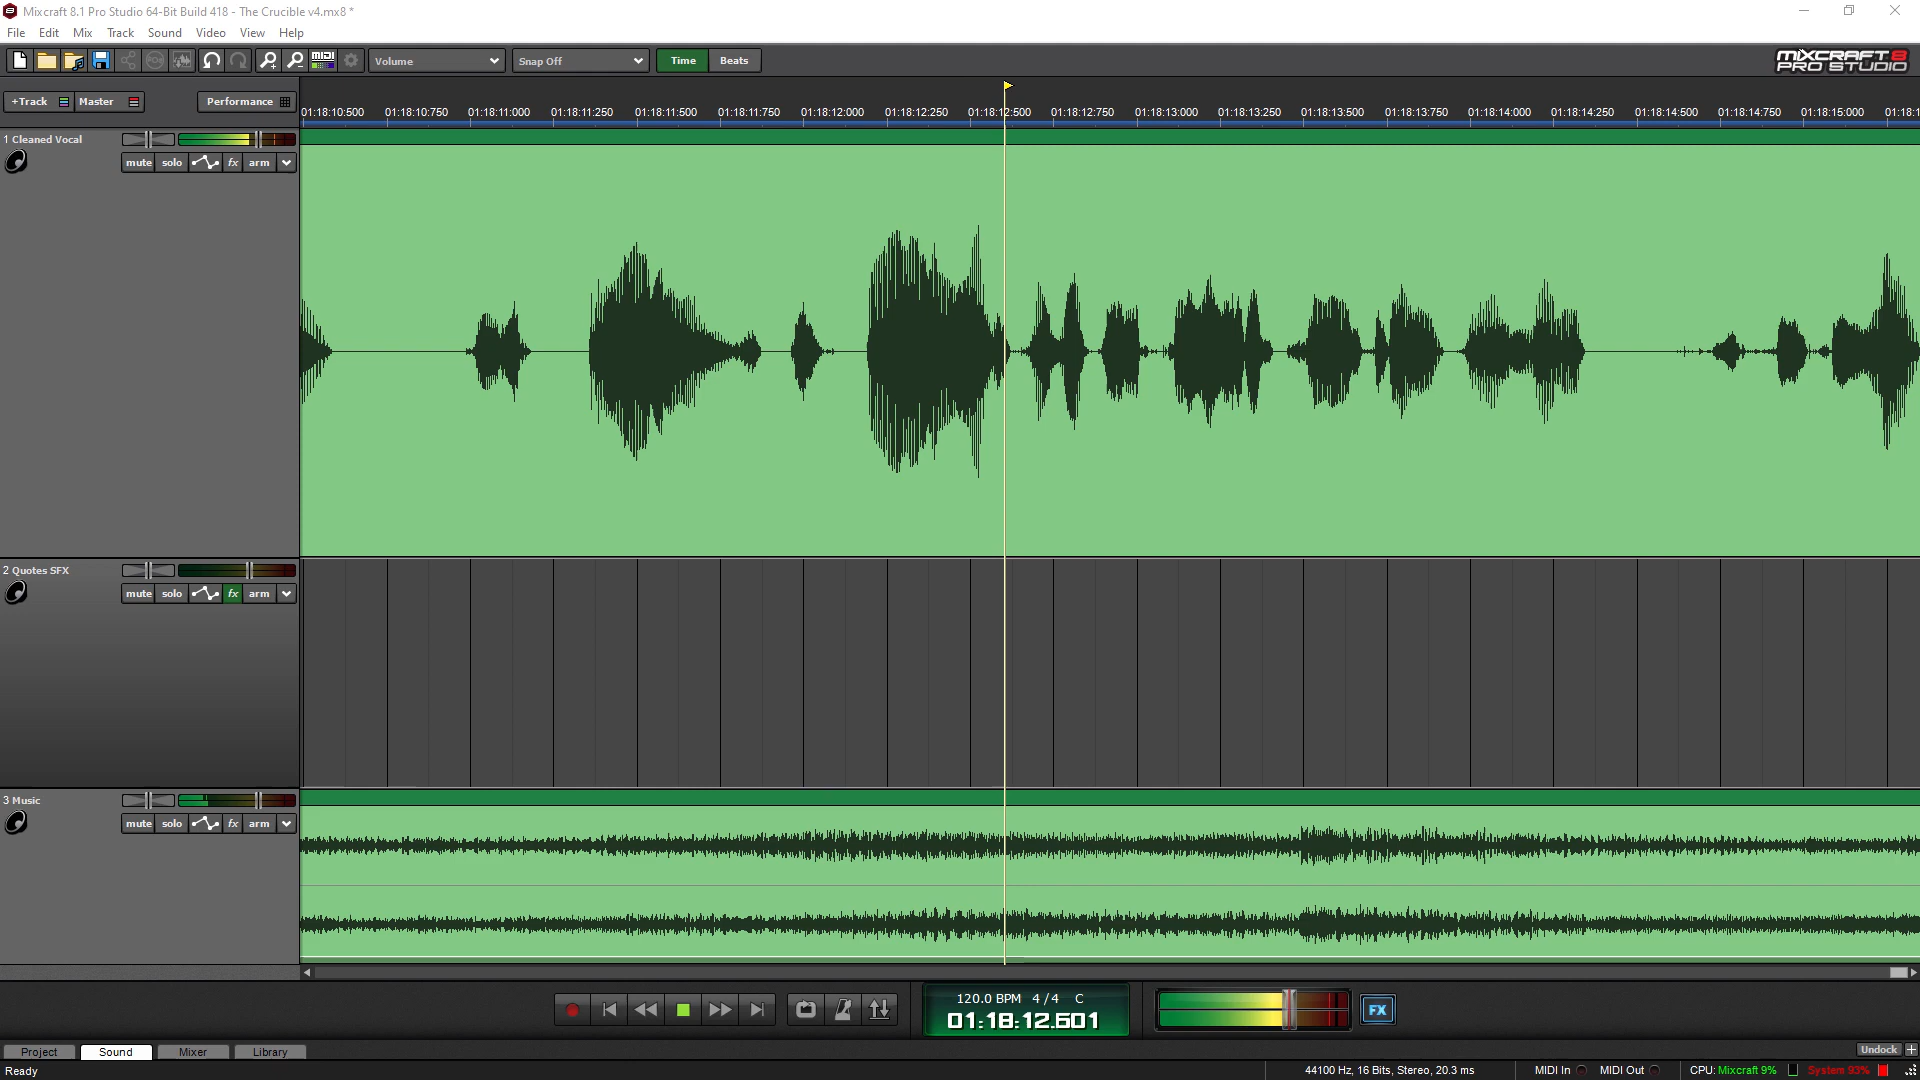 Mixcraft 8.1 Pro Studio 64-Bit Build 418 - The Crucible v4.mx8 *
File Edit Mix Track Sound Video View Help
Volume Snap Off Time Beats
MIXCRAFT 8
PRO STUDIO
+Track Master Performance
01:18:10:500 01:18:10:750 01:18:11:000 01:18:11:250 01:18:11:500 01:18:11:750 01:18:12:000 01:18:12:250 01:18:12:500 01:18:12:750 01:18:13:000 01:18:13:250 01:18:13:500 01:18:13:750 01:18:14:000 01:18:14:250 01:18:14:500 01:18:14:750 01:18:15:000 01:18:1
1 Cleaned Vocal
mute solo fx arm
2 Quotes SFX
mute solo fx arm
3 Music
mute solo fx arm
120.0 BPM 4/4 C
01:18:12.601
FX
Project Sound Mixer Library
Undock
Ready
44100 Hz, 16 Bits, Stereo, 20.3 ms MIDI In MIDI Out CPU: Mixcraft 9% System 93%